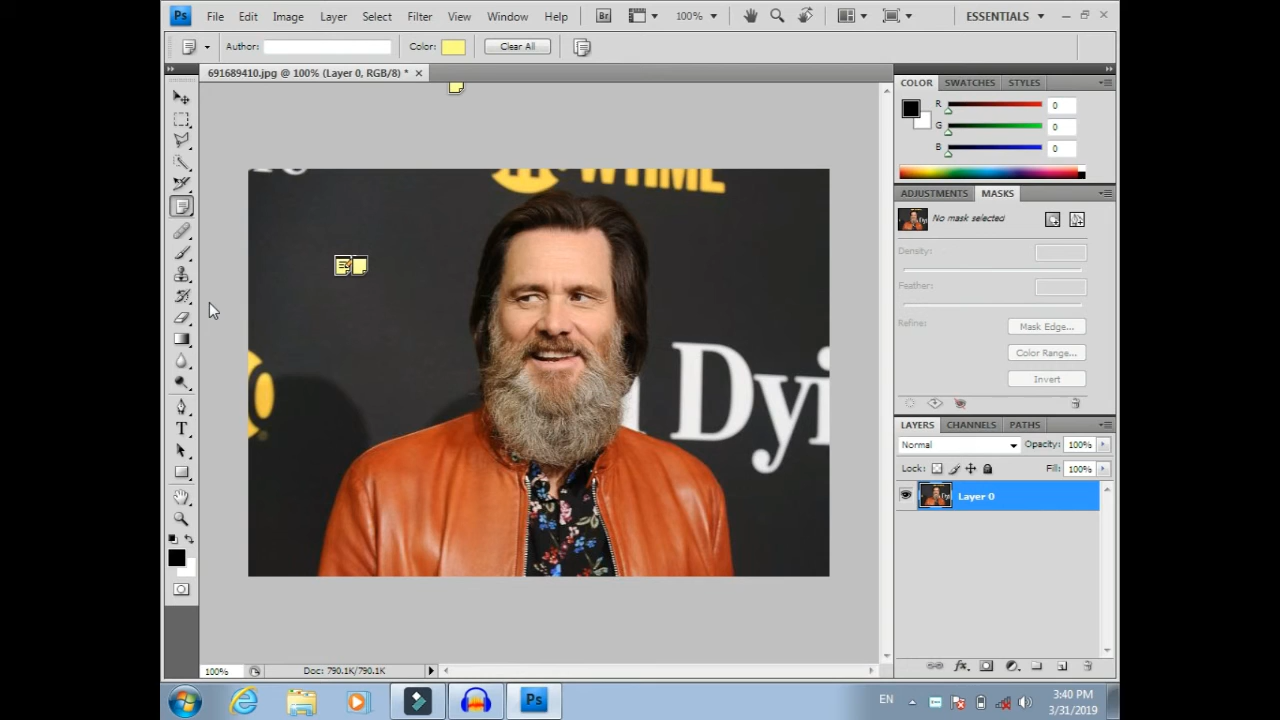 Ps File Edit Image Layer Select Filter View Window Help Br 100% ESSENTIALS
Author: Color: Clear All
691689410.jpg @ 100% (Layer 0, RGB/8) *
COLOR SWATCHES STYLES
R 0
G 0
B 0
ADJUSTMENTS MASKS
No mask selected
Density:
Feather:
Refine: Mask Edge...
Color Range...
Invert
LAYERS CHANNELS PATHS
Normal Opacity: 100%
Lock: Fill: 100%
Layer 0
Dyi
T
100% Doc: 790.1K/790.1K
Ps EN 3:40 PM
3/31/2019